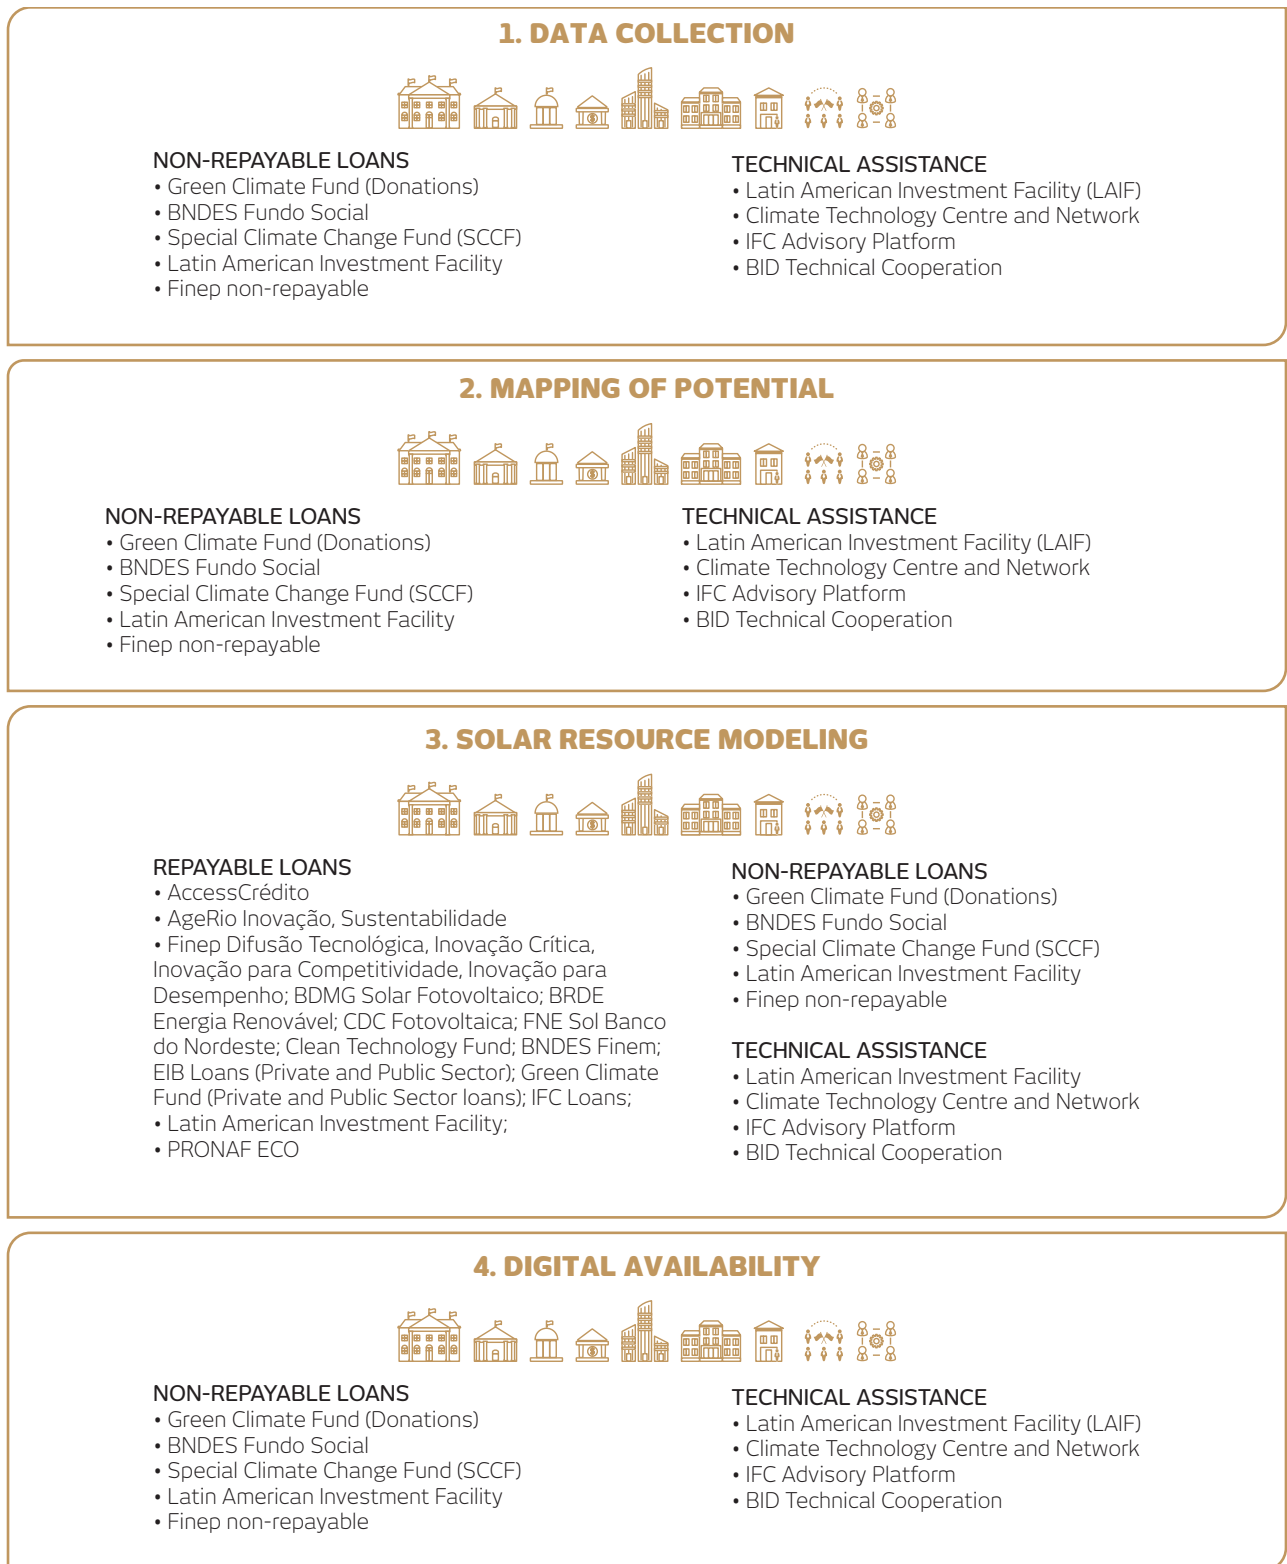 1. DATA COLLECTION
NON-REPAYABLE LOANS
• Green Climate Fund (Donations)
• BNDES Fundo Social
• Special Climate Change Fund (SCCF)
• Latin American Investment Facility
• Finep non-repayable
TECHNICAL ASSISTANCE
• Latin American Investment Facility (LAIF)
• Climate Technology Centre and Network
• IFC Advisory Platform
• BID Technical Cooperation
2. MAPPING OF POTENTIAL
NON-REPAYABLE LOANS
• Green Climate Fund (Donations)
• BNDES Fundo Social
• Special Climate Change Fund (SCCF)
• Latin American Investment Facility
• Finep non-repayable
TECHNICAL ASSISTANCE
• Latin American Investment Facility (LAIF)
• Climate Technology Centre and Network
• IFC Advisory Platform
• BID Technical Cooperation
3. SOLAR RESOURCE MODELING
REPAYABLE LOANS
• AccessCrédito
• AgeRio Inovação, Sustentabilidade
• Finep Difusão Tecnológica, Inovação Crítica,
Inovação para Competitividade, Inovação para
Desempenho; BDMG Solar Fotovoltaico; BRDE
Energia Renovável; CDC Fotovoltaica; FNE Sol Banco
do Nordeste; Clean Technology Fund; BNDES Finem;
EIB Loans (Private and Public Sector); Green Climate
Fund (Private and Public Sector loans); IFC Loans;
• Latin American Investment Facility;
• PRONAF ECO
NON-REPAYABLE LOANS
• Green Climate Fund (Donations)
• BNDES Fundo Social
• Special Climate Change Fund (SCCF)
• Latin American Investment Facility
• Finep non-repayable
TECHNICAL ASSISTANCE
• Latin American Investment Facility
• Climate Technology Centre and Network
• IFC Advisory Platform
• BID Technical Cooperation
4. DIGITAL AVAILABILITY
NON-REPAYABLE LOANS
• Green Climate Fund (Donations)
• BNDES Fundo Social
• Special Climate Change Fund (SCCF)
• Latin American Investment Facility
• Finep non-repayable
TECHNICAL ASSISTANCE
• Latin American Investment Facility (LAIF)
• Climate Technology Centre and Network
• IFC Advisory Platform
• BID Technical Cooperation